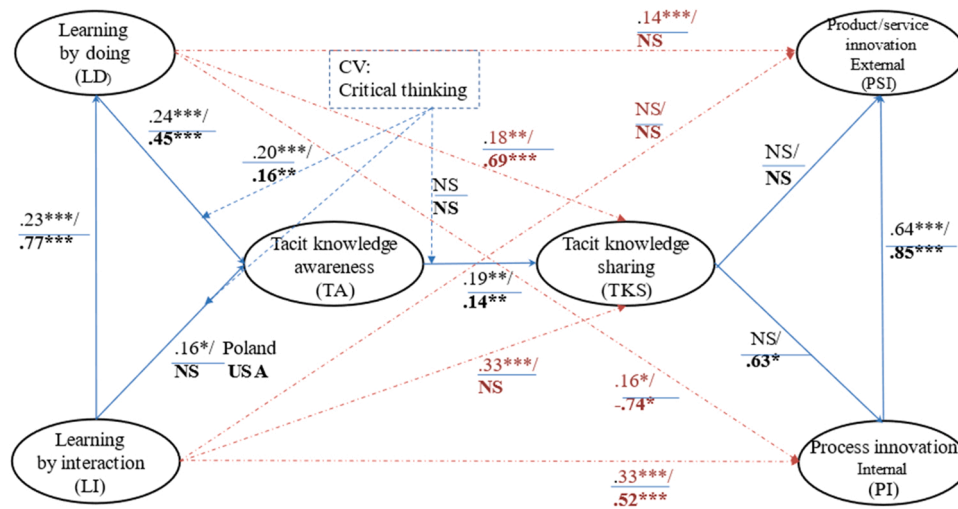 Learning
by doing
(LD)
.14***/
NS
Product/service
innovation
External
(PSI)
CV:
Critical thinking
.24***/
.45***
.20***/
.16**
.18**/
.69***
NS/
NS
NS
NS
NS/
NS
.23***/
.77***
Tacit knowledge
awareness
(TA)
Tacit knowledge
sharing
(TKS)
.64***/
.85***
.19**/
.14**
.16*/ Poland
NS USA
.33***/
NS
.16*/
-.74*
NS/
.63*
Learning
by interaction
(LI)
.33***/
.52***
Process innovation
Internal
(PI)